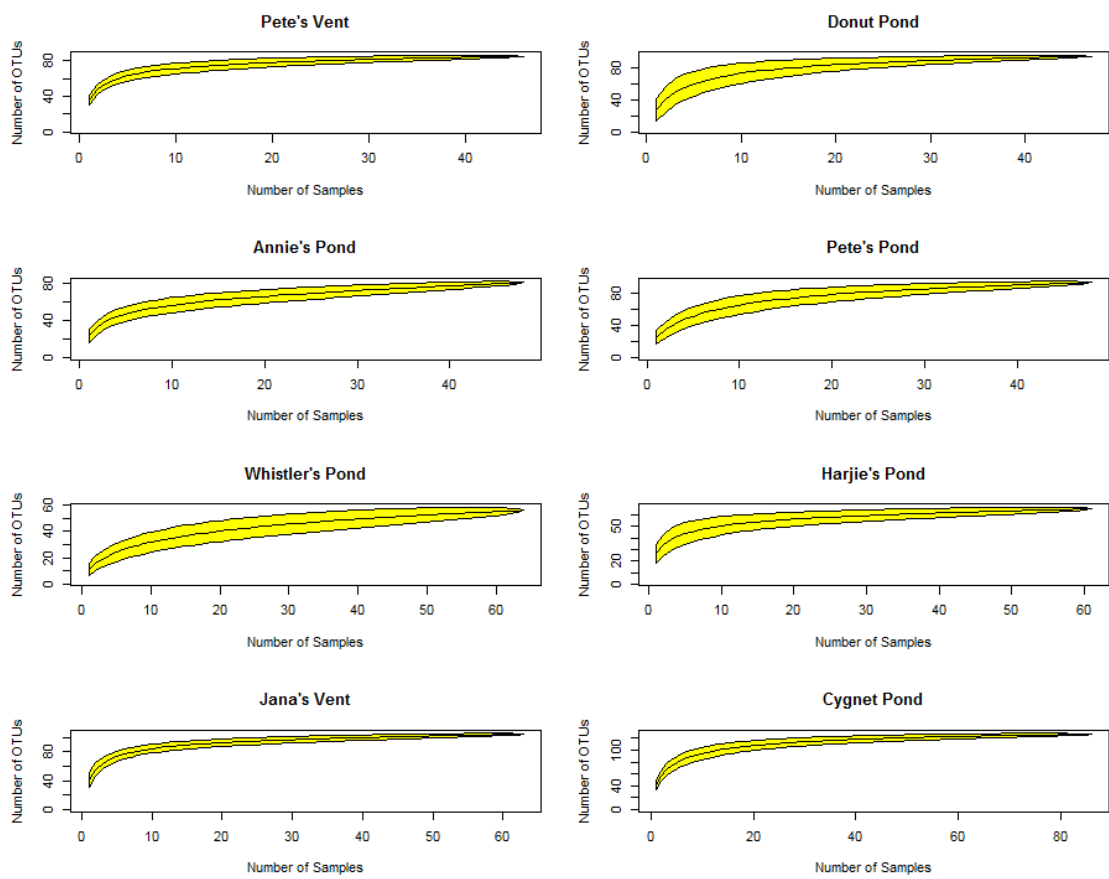 Pete's Vent
Number of OTUs
0 40 80
0 10 20 30 40
Number of Samples
Donut Pond
Number of OTUs
0 40 80
0 10 20 30 40
Number of Samples
Annie's Pond
Number of OTUs
0 40 80
0 10 20 30 40
Number of Samples
Pete's Pond
Number of OTUs
0 40 80
0 10 20 30 40
Number of Samples
Whistler's Pond
Number of OTUs
0 20 40 60
0 10 20 30 40 50 60
Number of Samples
Harjie's Pond
Number of OTUs
0 20 50
0 10 20 30 40 50 60
Number of Samples
Jana's Vent
Number of OTUs
0 40 80
0 10 20 30 40 50 60
Number of Samples
Cygnet Pond
Number of OTUs
0 40 100
0 20 40 60 80
Number of Samples